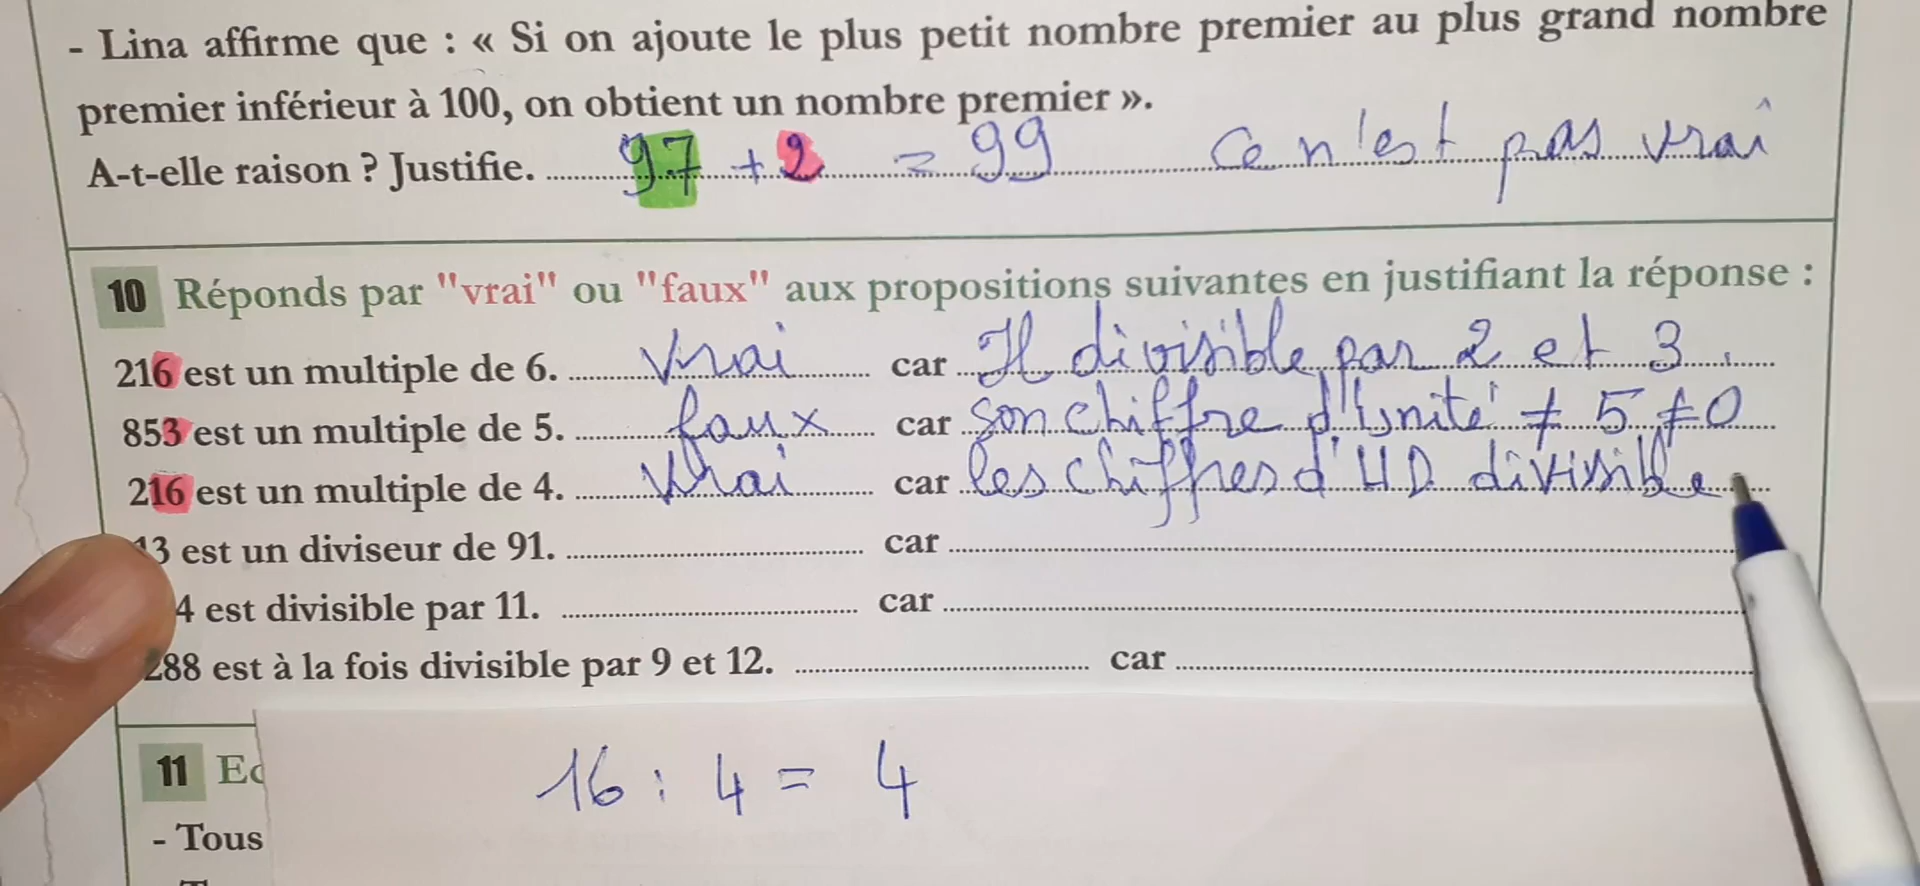 - Lina affirme que : « Si on ajoute le plus petit nombre premier au plus grand nombre
premier inférieur à 100, on obtient un nombre premier ».
A-t-elle raison ? Justifie. 97 + 2 = 99 Ce n'est pas vrai
10 Réponds par "vrai" ou "faux" aux propositions suivantes en justifiant la réponse :
216 est un multiple de 6. Vrai car Il divisible par 2 et 3.
853 est un multiple de 5. faux car son chiffre d'Unité ≠ 5 ≠ 0
216 est un multiple de 4. Vrai car les chiffres d'UD divisible
13 est un diviseur de 91. car
4 est divisible par 11. car
288 est à la fois divisible par 9 et 12. car
11
16 : 4 = 4
- Tous